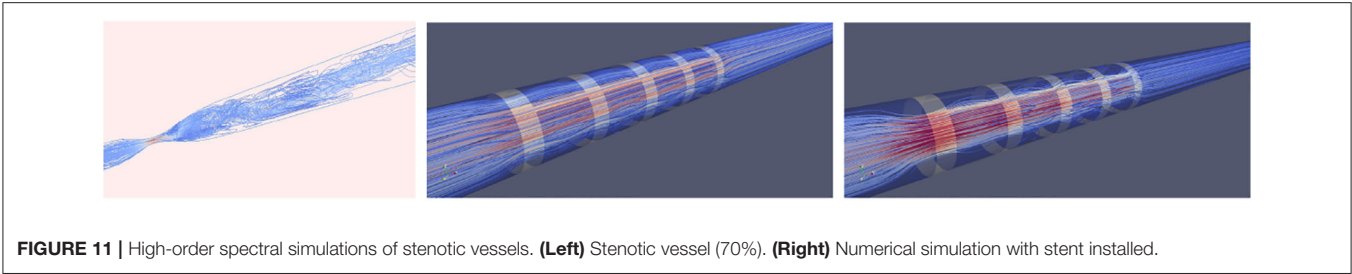 FIGURE 11 | High-order spectral simulations of stenotic vessels. (Left) Stenotic vessel (70%). (Right) Numerical simulation with stent installed.